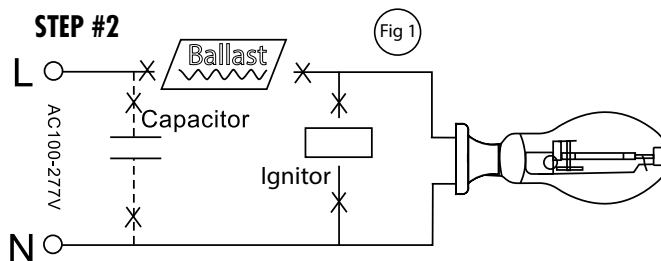 STEP #2
Fig 1
Ballast
L
AC100-277V
Capacitor
Ignitor
N